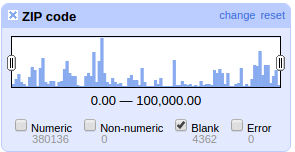 ZIP code change reset
0.00 — 100,000.00
Numeric Non-numeric Blank Error
380136 0 4362 0